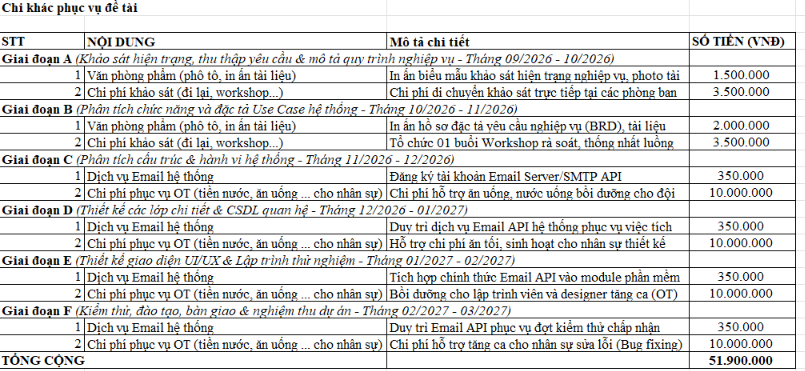 Chi khác phục vụ đề tài
STT NỘI DUNG Mô tả chi tiết SỐ TIỀN (VNĐ)
Giai đoạn A (Khảo sát hiện trạng, thu thập yêu cầu & mô tả quy trình nghiệp vụ - Tháng 09/2026 - 10/2026)
1 Văn phòng phẩm (phô tô, in ấn tài liệu) In ấn biểu mẫu khảo sát hiện trạng nghiệp vụ, photo tài 1.500.000
2 Chi phí khảo sát (đi lại, workshop...) Chi phí di chuyển khảo sát trực tiếp tại các phòng ban 3.500.000
Giai đoạn B (Phân tích chức năng và đặc tả Use Case hệ thống - Tháng 10/2026 - 11/2026)
1 Văn phòng phẩm (phô tô, in ấn tài liệu) In ấn hồ sơ đặc tả yêu cầu nghiệp vụ (BRD), tài liệu 2.000.000
2 Chi phí khảo sát (đi lại, workshop...) Tổ chức 01 buổi Workshop rà soát, thống nhất luồng 3.500.000
Giai đoạn C (Phân tích cấu trúc & hành vi hệ thống - Tháng 11/2026 - 12/2026)
1 Dịch vụ Email hệ thống Đăng ký tài khoản Email Server/SMTP API 350.000
2 Chi phí phục vụ OT (tiền nước, ăn uống ... cho nhân sự) Chi phí hỗ trợ ăn uống, nước uống bồi dưỡng cho đội 10.000.000
Giai đoạn D (Thiết kế các lớp chi tiết & CSDL quan hệ - Tháng 12/2026 - 01/2027)
1 Dịch vụ Email hệ thống Duy trì dịch vụ Email API hệ thống phục vụ việc tích 350.000
2 Chi phí phục vụ OT (tiền nước, ăn uống ... cho nhân sự) Hỗ trợ chi phí ăn tối, sinh hoạt cho nhân sự thiết kế 10.000.000
Giai đoạn E (Thiết kế giao diện UI/UX & Lập trình thử nghiệm - Tháng 01/2027 - 02/2027)
1 Dịch vụ Email hệ thống Tích hợp chính thức Email API vào module phần mềm 350.000
2 Chi phí phục vụ OT (tiền nước, ăn uống ... cho nhân sự) Bồi dưỡng cho lập trình viên và designer tăng ca (OT) 10.000.000
Giai đoạn F (Kiểm thử, đào tạo, bàn giao & nghiệm thu dự án - Tháng 02/2027 - 03/2027)
1 Dịch vụ Email hệ thống Duy trì Email API phục vụ đợt kiểm thử chấp nhận 350.000
2 Chi phí phục vụ OT (tiền nước, ăn uống ... cho nhân sự) Chi phí hỗ trợ tăng ca cho nhân sự sửa lỗi (Bug fixing) 10.000.000
TỔNG CỘNG 51.900.000